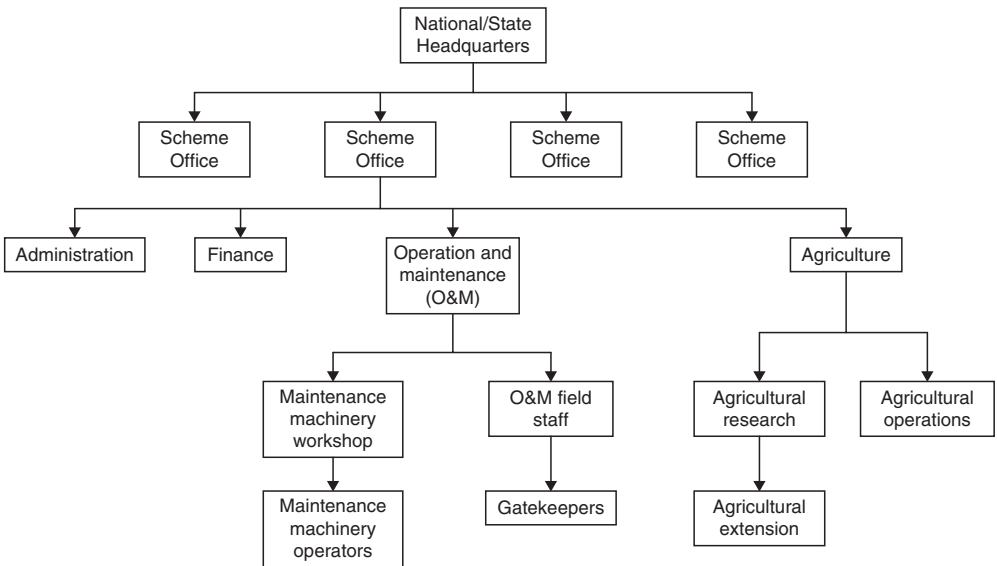 National/State
Headquarters
Scheme
Office
Scheme
Office
Scheme
Office
Scheme
Office
Administration
Finance
Operation and
maintenance
(O&M)
Agriculture
Maintenance
machinery
workshop
O&M field
staff
Agricultural
research
Agricultural
operations
Maintenance
machinery
operators
Gatekeepers
Agricultural
extension